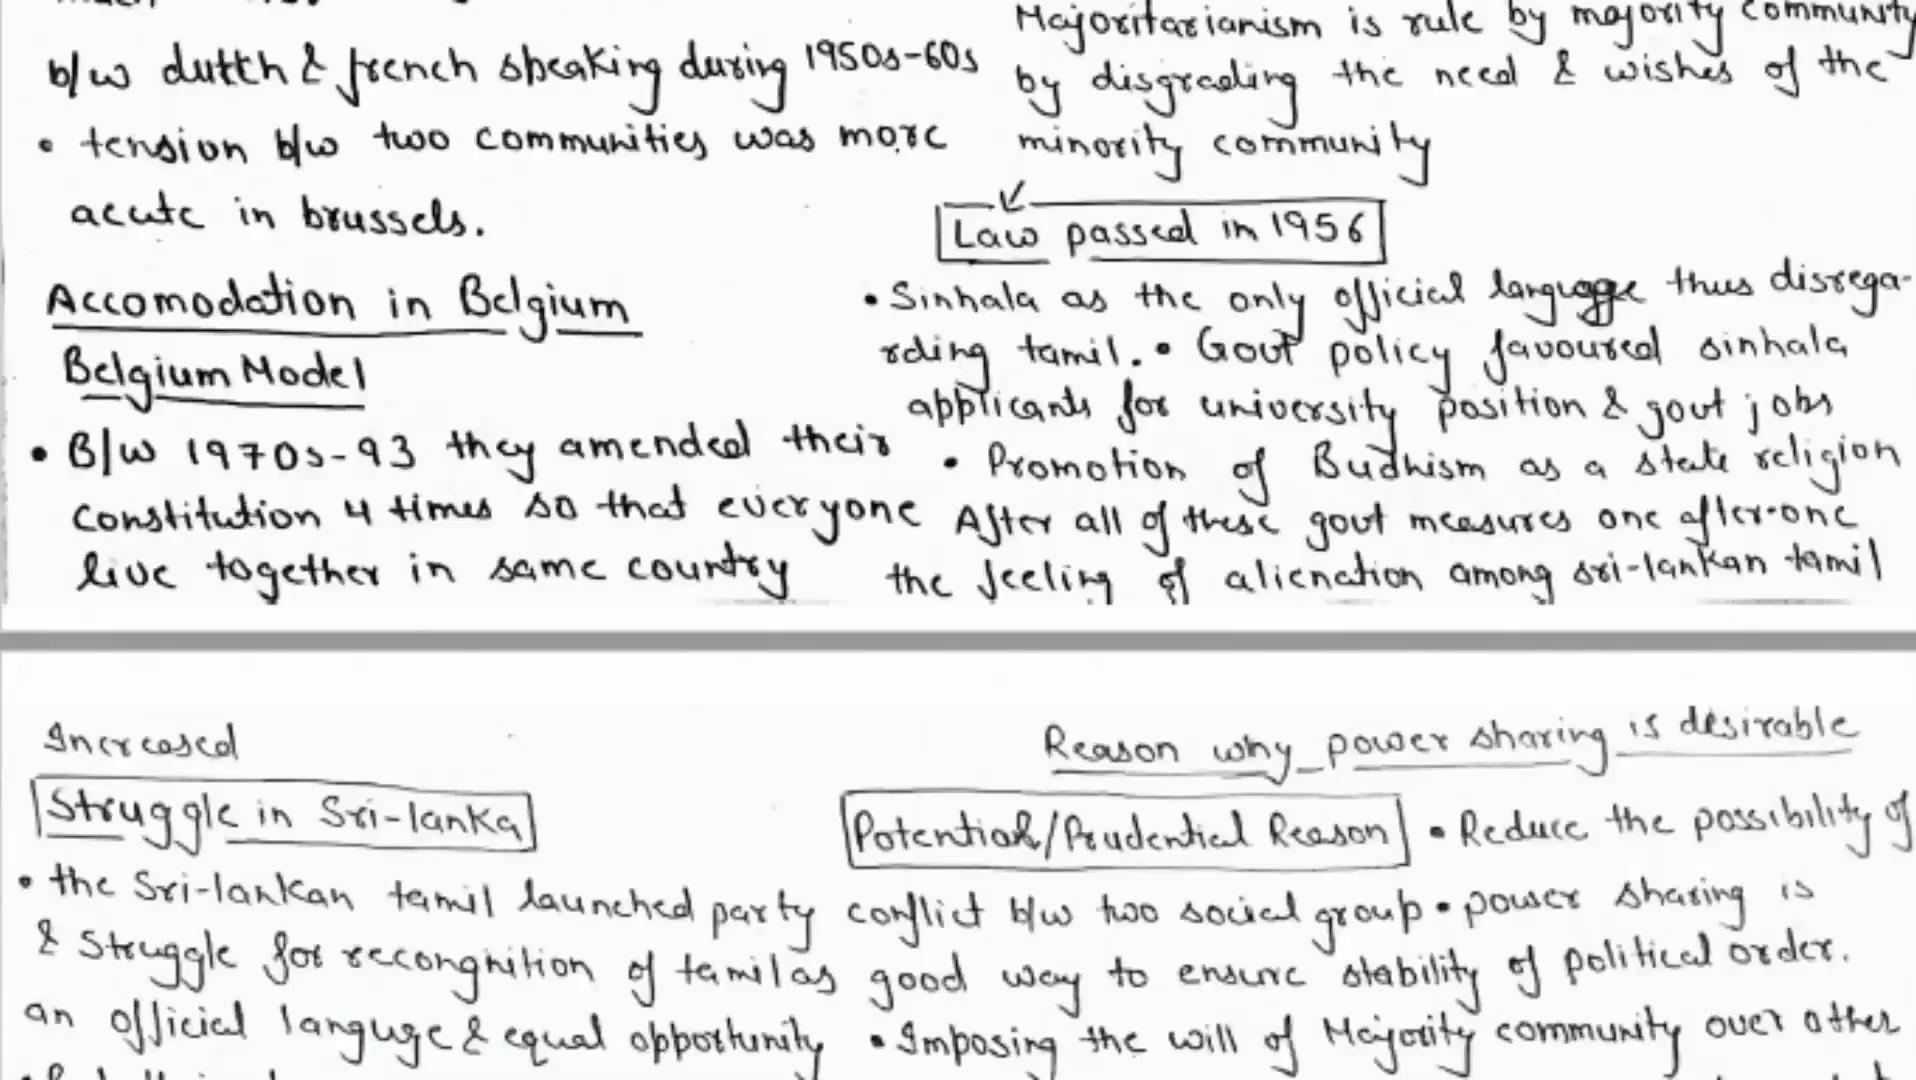 b/w dutch & french speaking during 1950s-60s
• tension b/w two communities was more
acute in brussels.
Accomodation in Belgium
Belgium Model
• B/w 1970s-93 they amended their
constitution 4 times so that everyone
live together in same country
Majoritarianism is rule by majority community
by disgrading the need & wishes of the
minority community
Law passed in 1956
• Sinhala as the only official language thus disrega-
rding tamil. • Govt policy favoured sinhala
applicants for university position & govt jobs
• Promotion of Budhism as a state religion
After all of these govt measures one after-one
the feeling of alienation among sri-lankan tamil
Increased
Struggle in Sri-lanka
• the Sri-lankan tamil launched party
& Struggle for recongnition of tamil as
an official languge & equal opportunity
Reason why power sharing is desirable
Potential/Prudential Reason • Reduce the possibility of
conflict b/w two social group • power sharing is
good way to ensure stability of political order.
• Imposing the will of Majority community over other